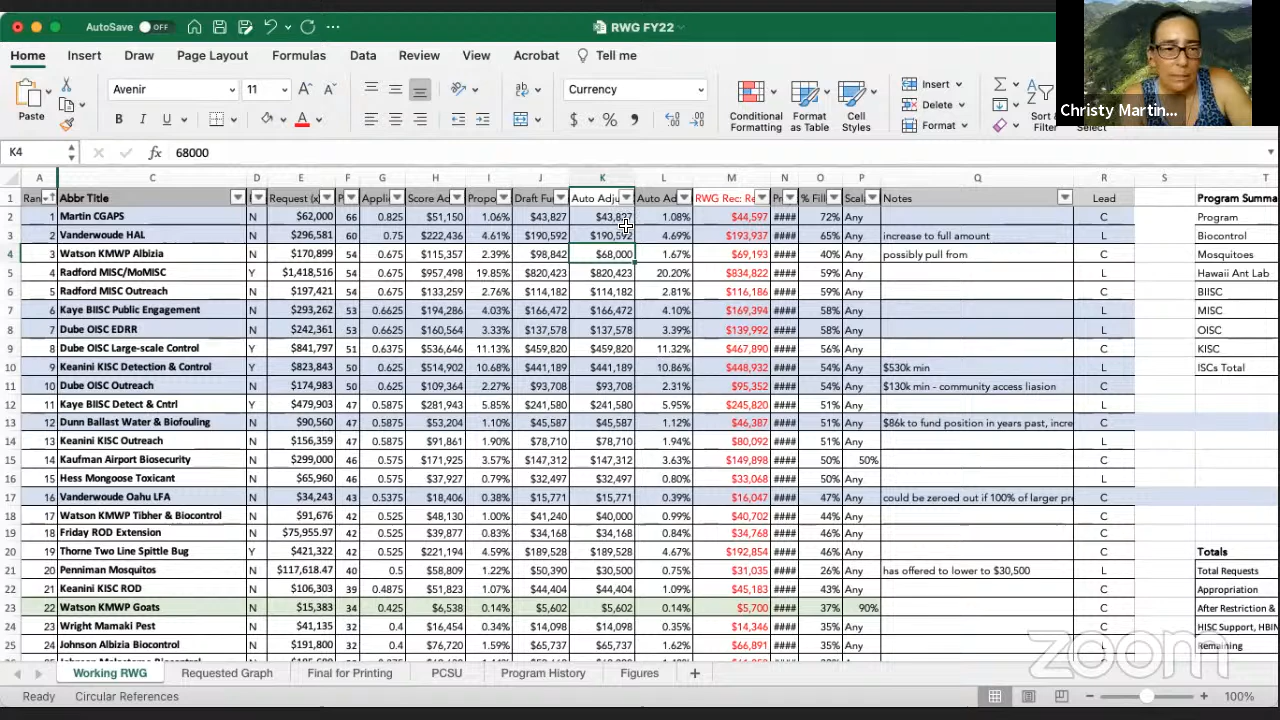 AutoSave OFF RWG FY22
Home Insert Draw Page Layout Formulas Data Review View Acrobat Tell me
Paste Avenir 11 Currency Conditional Formatting Format as Table Cell Styles Insert Delete Format Sort & Filter Select
K4 fx 68000
Christy Martin...
A C D E F G H I J K L M N O P Q R S T
1 Ran Abbr Title Request (x Applic Score Ad Propo Draft Fu Auto Adju Auto Ad RWG Rec: Re Pr % Fill Scala Notes Lead Program Summa
2 1 Martin CGAPS N $62,000 66 0.825 $51,150 1.06% $43,827 $43,827 1.08% $44,597 #### 72% Any C Program
3 2 Vanderwoude HAL N $296,581 60 0.75 $222,436 4.61% $190,592 $190,592 4.69% $193,937 #### 65% Any increase to full amount L Biocontrol
4 3 Watson KMWP Albizia N $170,899 54 0.675 $115,357 2.39% $98,842 $68,000 1.67% $69,193 #### 40% Any possibly pull from C Mosquitoes
5 4 Radford MISC/MoMISC Y $1,418,516 54 0.675 $957,498 19.85% $820,423 $820,423 20.20% $834,822 #### 59% Any L Hawaii Ant Lab
6 5 Radford MISC Outreach N $197,421 54 0.675 $133,259 2.76% $114,182 $114,182 2.81% $116,186 #### 59% Any C BIISC
7 6 Kaye BIISC Public Engagement N $293,262 53 0.6625 $194,286 4.03% $166,472 $166,472 4.10% $169,394 #### 58% Any L MISC
8 7 Dube OISC EDRR N $242,361 53 0.6625 $160,564 3.33% $137,578 $137,578 3.39% $139,992 #### 58% Any L OISC
9 8 Dube OISC Large-scale Control Y $841,797 51 0.6375 $536,646 11.13% $459,820 $459,820 11.32% $467,890 #### 56% Any C KISC
10 9 Keanini KISC Detection & Control Y $823,843 50 0.625 $514,902 10.68% $441,189 $441,189 10.86% $448,932 #### 54% Any $530k min L ISCs Total
11 10 Dube OISC Outreach N $174,983 50 0.625 $109,364 2.27% $93,708 $93,708 2.31% $95,352 #### 54% Any $130k min - community access liasion C
12 11 Kaye BIISC Detect & Cntrl Y $479,903 47 0.5875 $281,943 5.85% $241,580 $241,580 5.95% $245,820 #### 51% Any L
13 12 Dunn Ballast Water & Biofouling N $90,560 47 0.5875 $53,204 1.10% $45,587 $45,587 1.12% $46,387 #### 51% Any $86k to fund position in years past, incre C
14 13 Keanini KISC Outreach N $156,359 47 0.5875 $91,861 1.90% $78,710 $78,710 1.94% $80,092 #### 51% Any L
15 14 Kaufman Airport Biosecurity N $299,000 46 0.575 $171,925 3.57% $147,312 $147,312 3.63% $149,898 #### 50% 50% C
16 15 Hess Mongoose Toxicant N $65,960 46 0.575 $37,927 0.79% $32,497 $32,497 0.80% $33,068 #### 50% Any L
17 16 Vanderwoude Oahu LFA N $34,243 43 0.5375 $18,406 0.38% $15,771 $15,771 0.39% $16,047 #### 47% Any could be zeroed out if 100% of larger pr C
18 17 Watson KMWP Tibher & Biocontrol N $91,676 42 0.525 $48,130 1.00% $41,240 $40,000 0.99% $40,702 #### 44% Any C
19 18 Friday ROD Extension N $75,955.97 42 0.525 $39,877 0.83% $34,168 $34,168 0.84% $34,768 #### 46% Any C
20 19 Thorne Two Line Spittle Bug Y $421,322 42 0.525 $221,194 4.59% $189,528 $189,528 4.67% $192,854 #### 46% Any C Totals
21 20 Penniman Mosquitos N $117,618.47 40 0.5 $58,809 1.22% $50,390 $30,500 0.75% $31,035 #### 26% Any has offered to lower to $30,500 L Total Requests
22 21 Keanini KISC ROD N $106,303 39 0.4875 $51,823 1.07% $44,404 $44,404 1.09% $45,183 #### 43% Any C Appropriation
23 22 Watson KMWP Goats N $15,383 34 0.425 $6,538 0.14% $5,602 $5,602 0.14% $5,700 #### 37% 90% C After Restriction &
24 23 Wright Mamaki Pest N $41,135 32 0.4 $16,454 0.34% $14,098 $14,098 0.35% $14,346 #### 35% Any C HISC Support, HBIN
25 24 Johnson Albizia Biocontrol N $191,800 32 0.4 $76,720 1.59% $65,737 $65,737 1.62% $66,891 #### 35% Any C Remaining
zoom
Working RWG Requested Graph Final for Printing PCSU Program History Figures +
Ready Circular References 100%